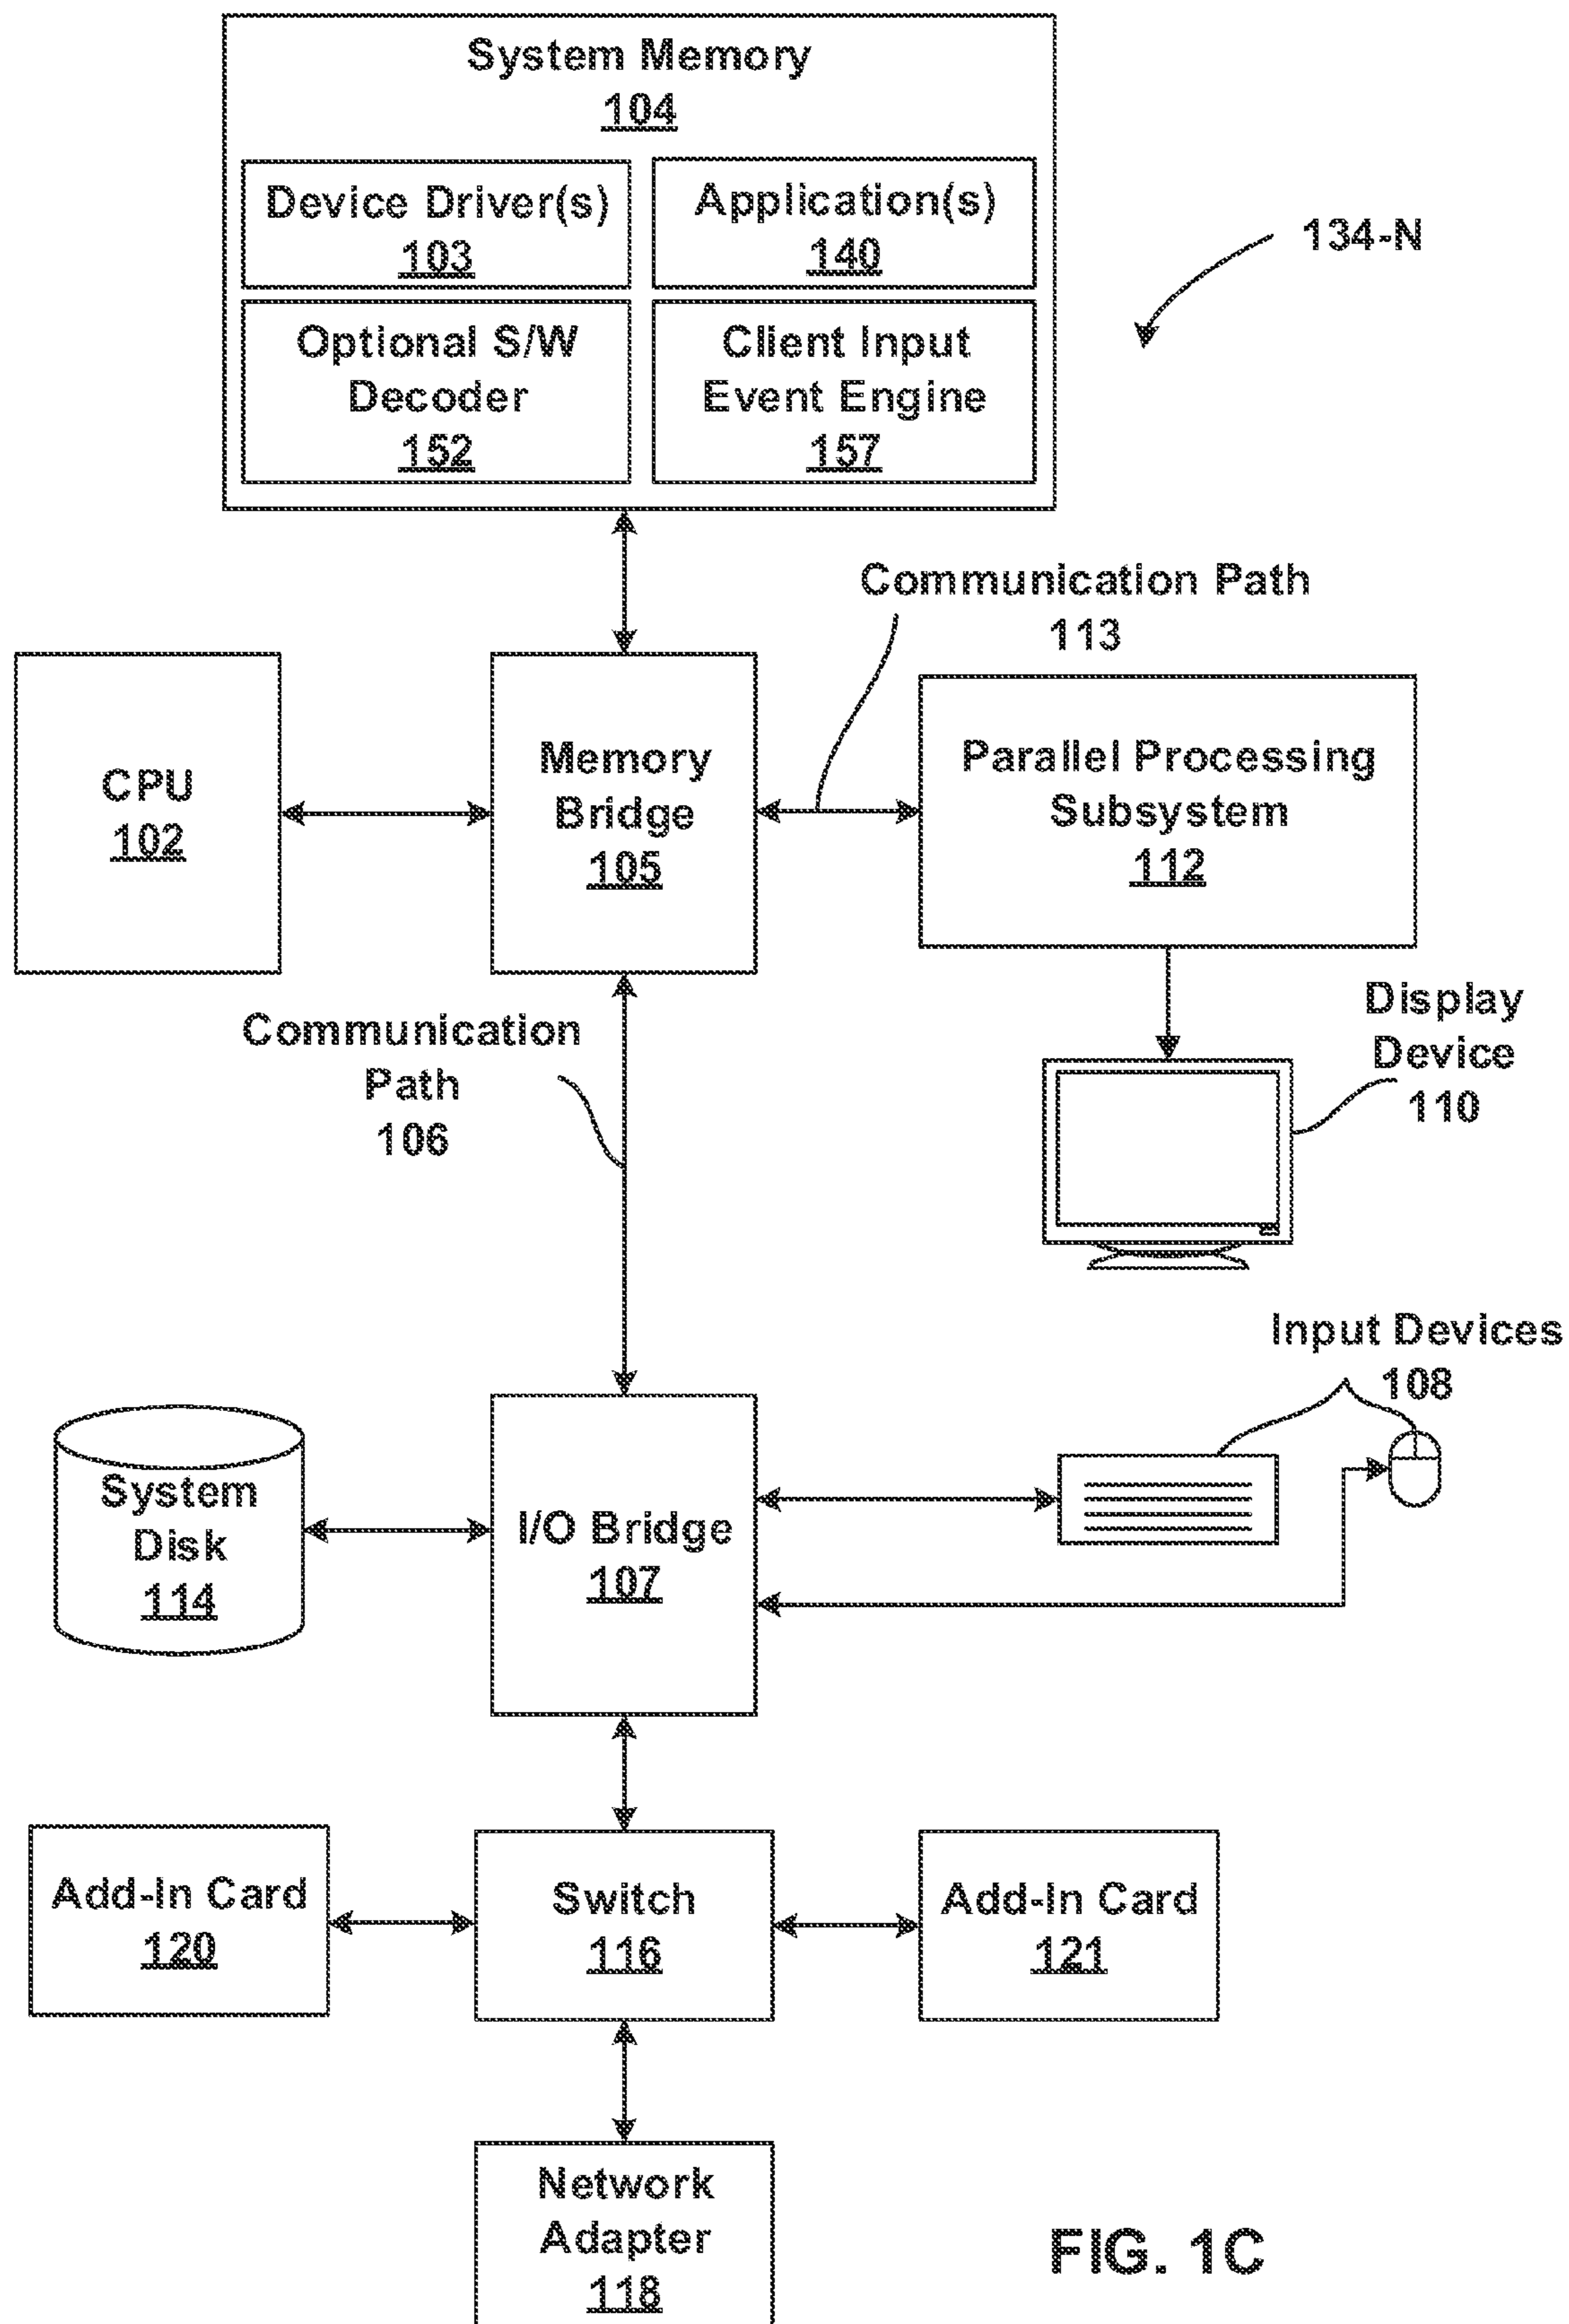 System Memory
104
Device Driver(s)
103
Application(s)
140
Optional S/W
Decoder
152
Client Input
Event Engine
157
134-N
Communication Path
113
CPU
102
Memory
Bridge
105
Parallel Processing
Subsystem
112
Communication
Path
106
Display
Device
110
Input Devices
108
System
Disk
114
I/O Bridge
107
Add-In Card
120
Switch
116
Add-In Card
121
Network
Adapter
118
FIG. 1C